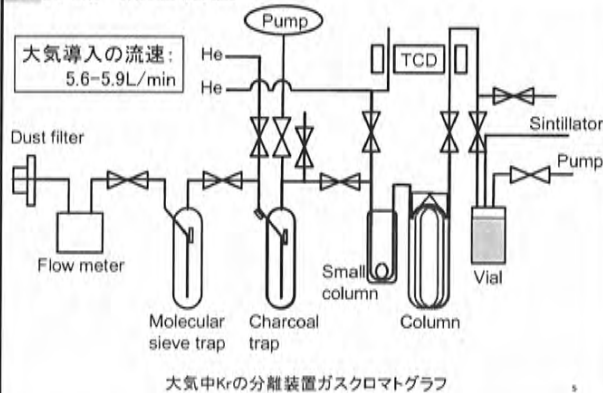 Pump
大気導入の流速:
5.6-5.9L/min
He
He
TCD
Dust filter
Sintillator
Pump
Flow meter
Small
column
Column
Vial
Molecular
sieve trap
Charcoal
trap
大気中Krの分離装置ガスクロマトグラフ
5